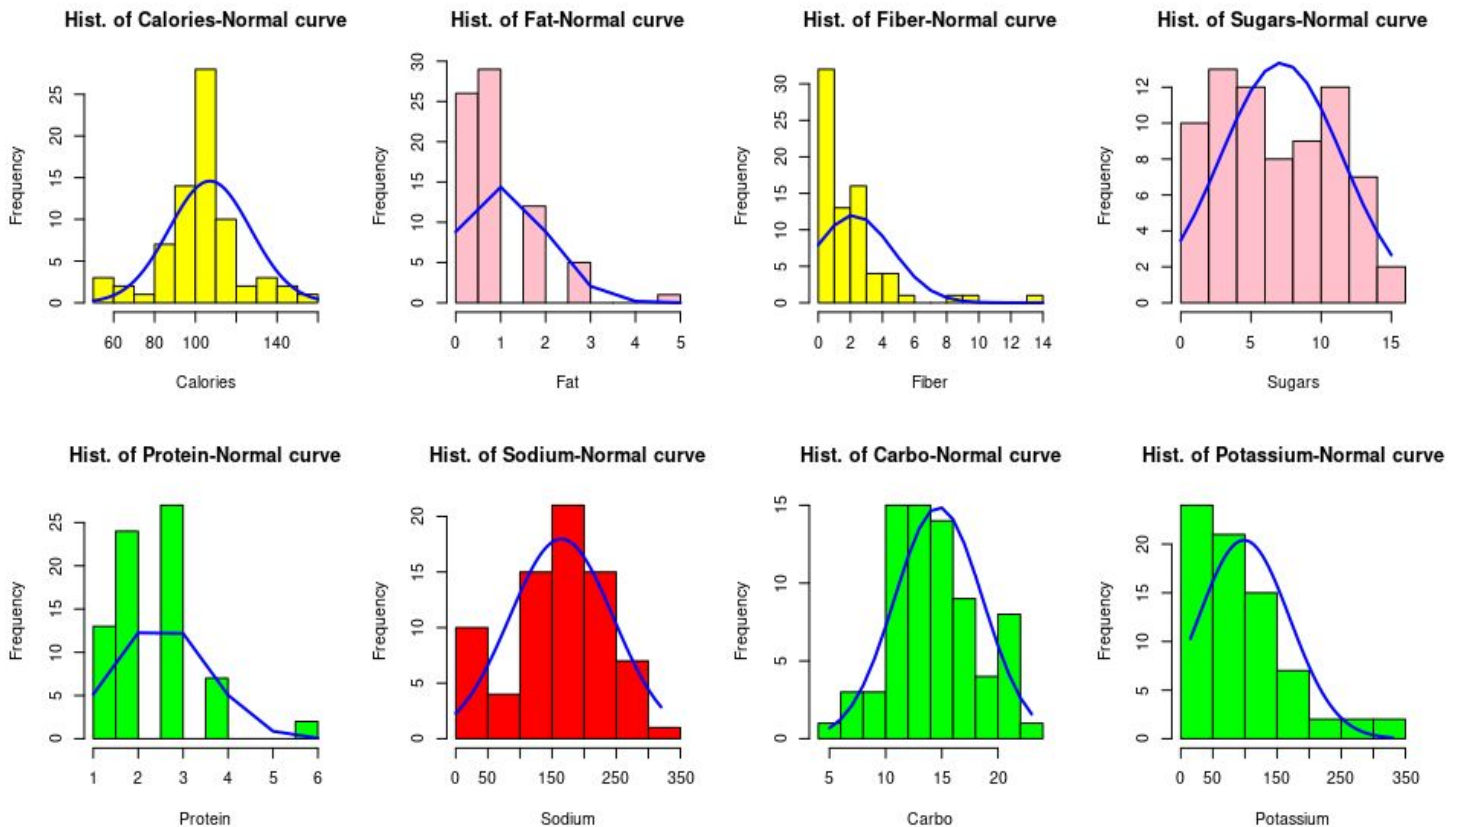 Hist. of Calories-Normal curve
Frequency
0 5 10 15 20 25
60 80 100 140
Calories
Hist. of Fat-Normal curve
Frequency
0 5 10 15 20 25 30
0 1 2 3 4 5
Fat
Hist. of Fiber-Normal curve
Frequency
0 5 10 15 20 30
0 2 4 6 8 10 12 14
Fiber
Hist. of Sugars-Normal curve
Frequency
0 2 4 6 8 10 12
0 5 10 15
Sugars
Hist. of Protein-Normal curve
Frequency
0 5 10 15 20 25
1 2 3 4 5 6
Protein
Hist. of Sodium-Normal curve
Frequency
0 5 10 15 20
0 50 150 250 350
Sodium
Hist. of Carbo-Normal curve
Frequency
0 5 10 15
5 10 15 20
Carbo
Hist. of Potassium-Normal curve
Frequency
0 5 10 15 20
0 50 150 250 350
Potassium